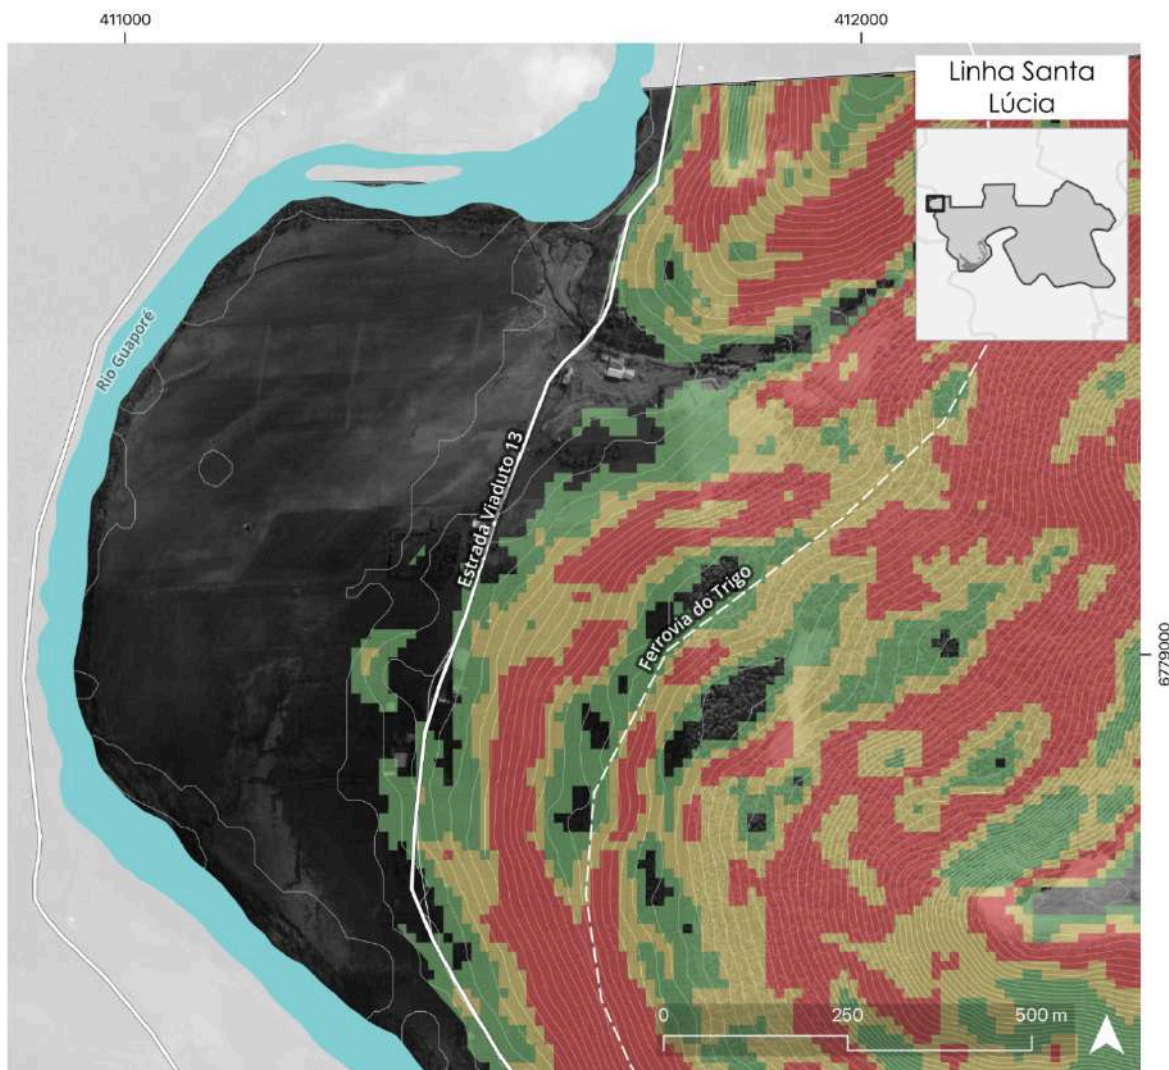 411000
412000
Linha Santa
Lúcia
Rio Guaporé
Estrada Viaduto 13
Ferrovia do Trigo
6779000
0 250 500 m